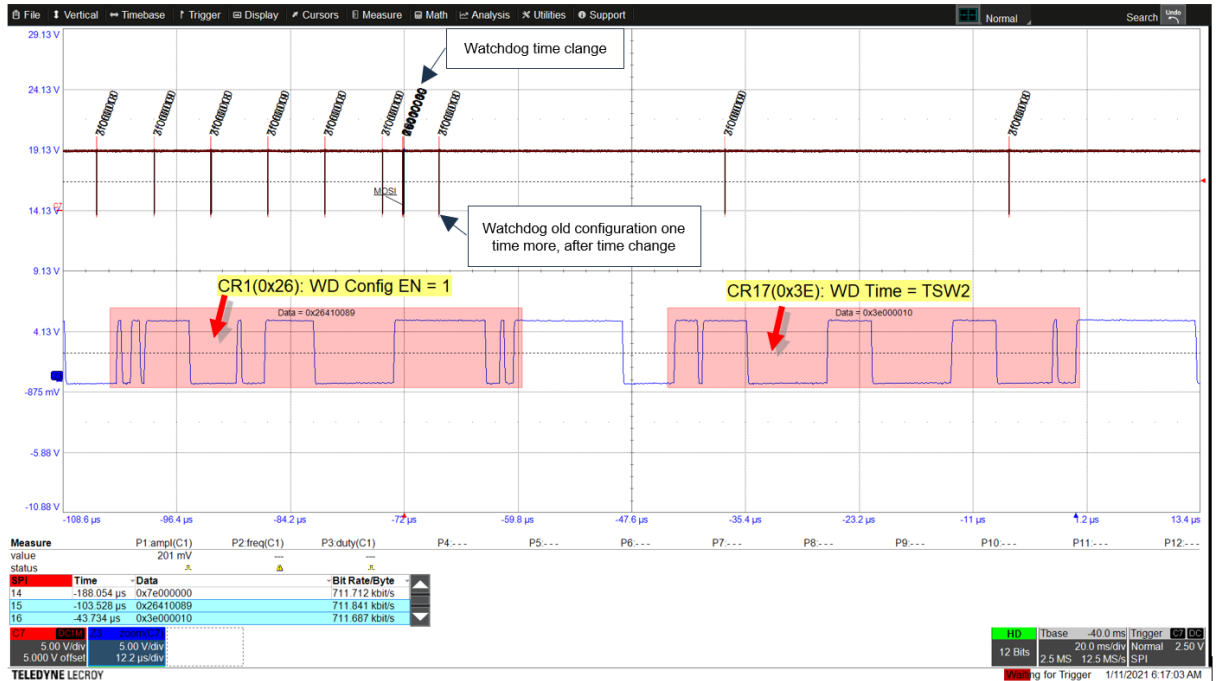 File Vertical Timebase Trigger Display Cursors Measure Math Analysis Utilities Support Normal Search Undo
29.13 V
Watchdog time clange
24.13 V
19.13 V
MOSI
14.13 V
C7
Watchdog old configuration one
time more, after time change
9.13 V
CR1(0x26): WD Config EN = 1
CR17(0x3E): WD Time = TSW2
Data = 0x26410089
Data = 0x3e000010
4.13 V
-875 mV
-5.88 V
-10.88 V
-108.6 µs -96.4 µs -84.2 µs -72 µs -59.8 µs -47.6 µs -35.4 µs -23.2 µs -11 µs 1.2 µs 13.4 µs
Measure P1:ampl(C1) P2:freq(C1) P3:duty(C1) P4:- - - P5:- - - P6:- - - P7:- - - P8:- - - P9:- - - P10:- - - P11:- - - P12:- - -
value 201 mV --- ---
status
SPI Time Data Bit Rate/Byte
14 -188.054 µs 0x7e000000 711.712 kbit/s
15 -103.528 µs 0x26410089 711.841 kbit/s
16 -43.734 µs 0x3e000010 711.687 kbit/s
C7 DC1M Z3 zoom(C7)
5.00 V/div 5.00 V/div
5.000 V offset 12.2 µs/div
HD Tbase -40.0 ms Trigger C7 DC
12 Bits 20.0 ms/div Normal 2.50 V
2.5 MS 12.5 MS/s SPI
TELEDYNE LECROY
Waiting for Trigger 1/11/2021 6:17:03 AM